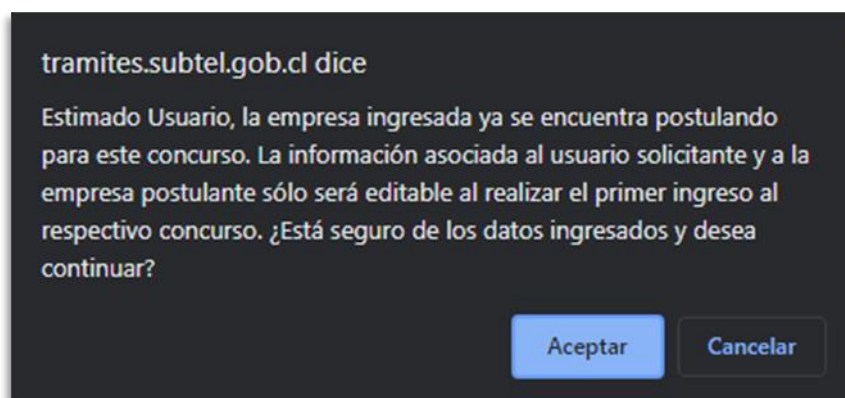 tramites.subtel.gob.cl dice
Estimado Usuario, la empresa ingresada ya se encuentra postulando
para este concurso. La información asociada al usuario solicitante y a la
empresa postulante sólo será editable al realizar el primer ingreso al
respectivo concurso. ¿Está seguro de los datos ingresados y desea
continuar?
Aceptar
Cancelar